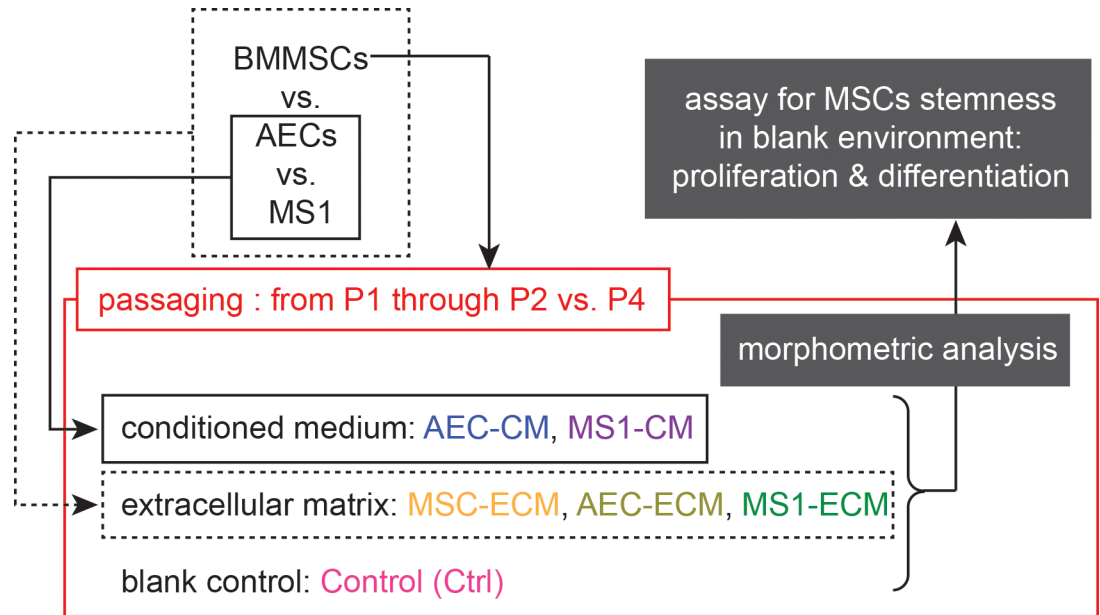 BMMSCs
vs.
AECs
vs.
MS1
assay for MSCs stemness
in blank environment:
proliferation & differentiation
passaging : from P1 through P2 vs. P4
morphometric analysis
conditioned medium: AEC-CM, MS1-CM
extracellular matrix: MSC-ECM, AEC-ECM, MS1-ECM
blank control: Control (Ctrl)